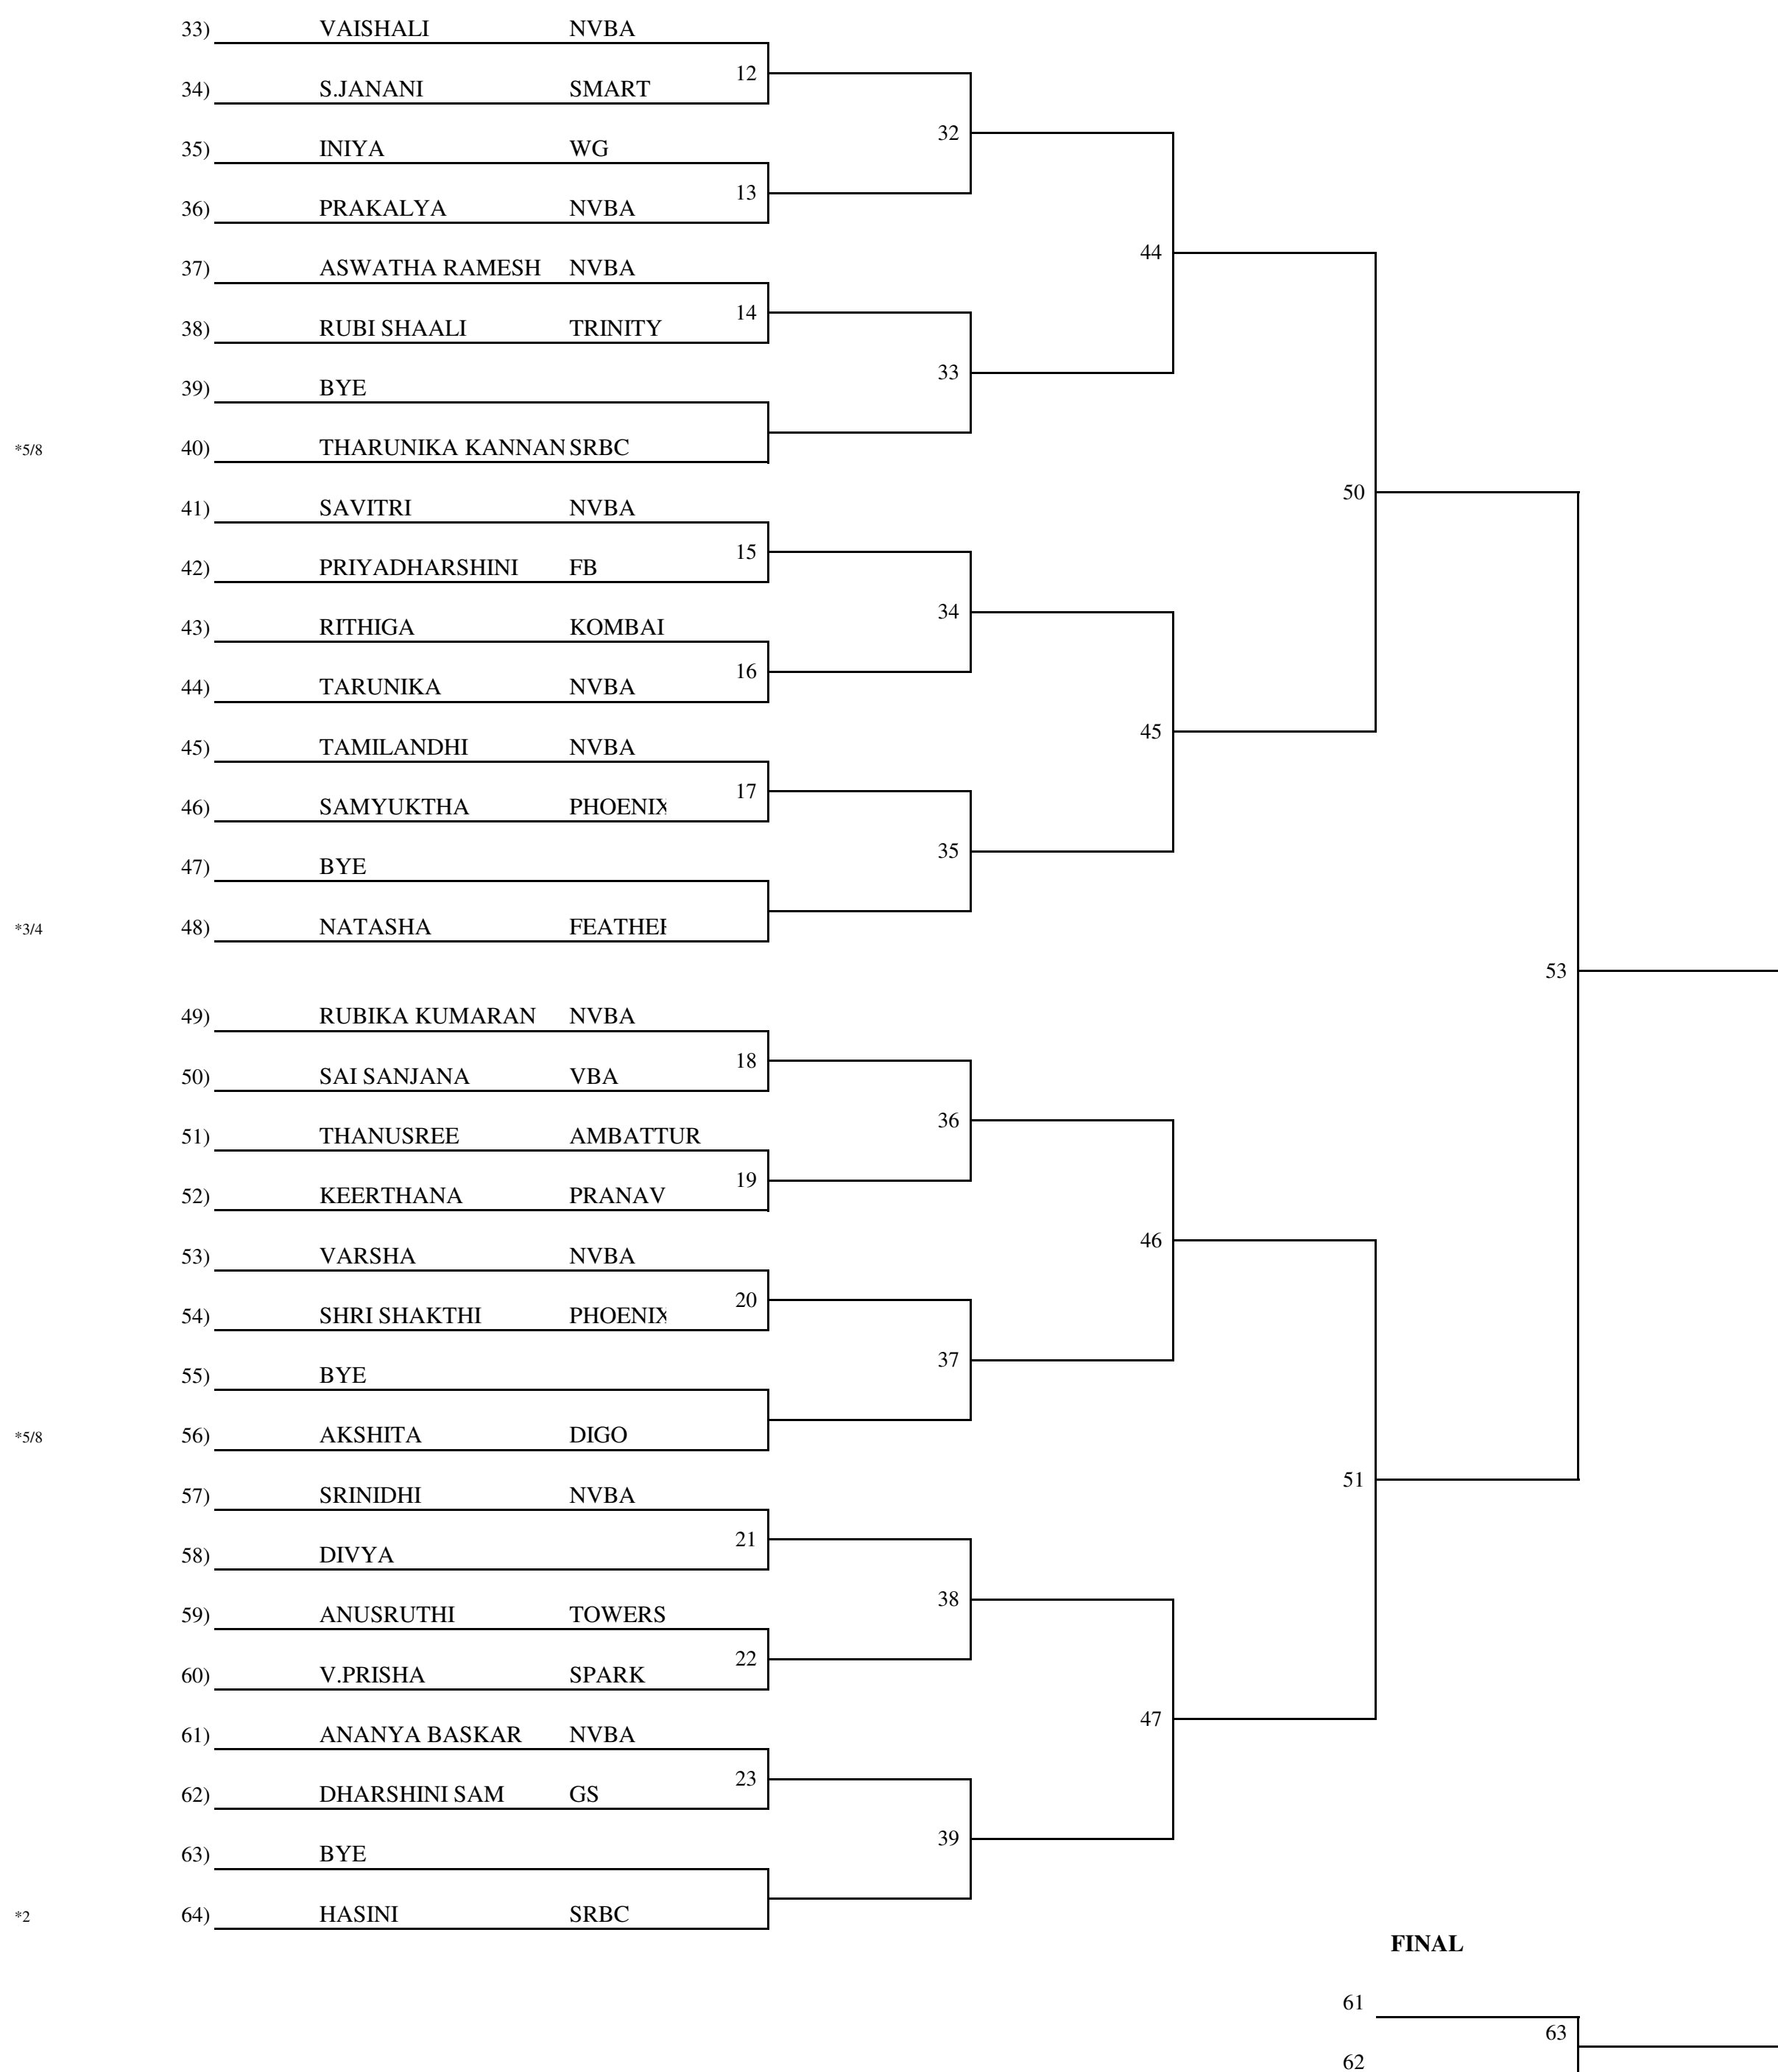 33) VAISHALI NVBA
12
34) S.JANANI SMART
32
35) INIYA WG
13
36) PRAKALYA NVBA
44
37) ASWATHA RAMESH NVBA
14
38) RUBI SHAALI TRINITY
33
39) BYE
*5/8 40) THARUNIKA KANNAN SRBC
50
41) SAVITRI NVBA
15
42) PRIYADHARSHINI FB
34
43) RITHIGA KOMBAI
16
44) TARUNIKA NVBA
45
45) TAMILANDHI NVBA
17
46) SAMYUKTHA PHOENIX
35
47) BYE
*3/4 48) NATASHA
53
49) RUBIKA KUMARAN NVBA
18
50) SAI SANJANA VBA
36
51) THANUSREE AMBATTUR
19
52) KEERTHANA PRANAV
46
53) VARSHA NVBA
20
54) SHRI SHAKTHI PHOENIX
37
55) BYE
*5/8 56) AKSHITA DIGO
51
57) SRINIDHI NVBA
21
58) DIVYA
38
59) ANUSRUTHI TOWERS
22
60) V.PRISHA SPARK
47
61) ANANYA BASKAR NVBA
23
62) DHARSHINI SAM GS
39
63) BYE
*2 64) HASINI SRBC
FINAL
61
63
62